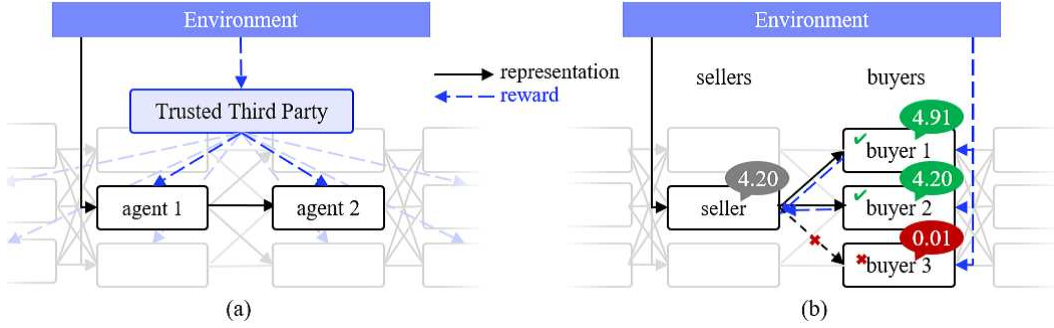 Environment
Trusted Third Party
agent 1
agent 2
(a)
representation
reward
Environment
sellers
buyers
4.91
buyer 1
4.20
seller
4.20
buyer 2
0.01
buyer 3
(b)